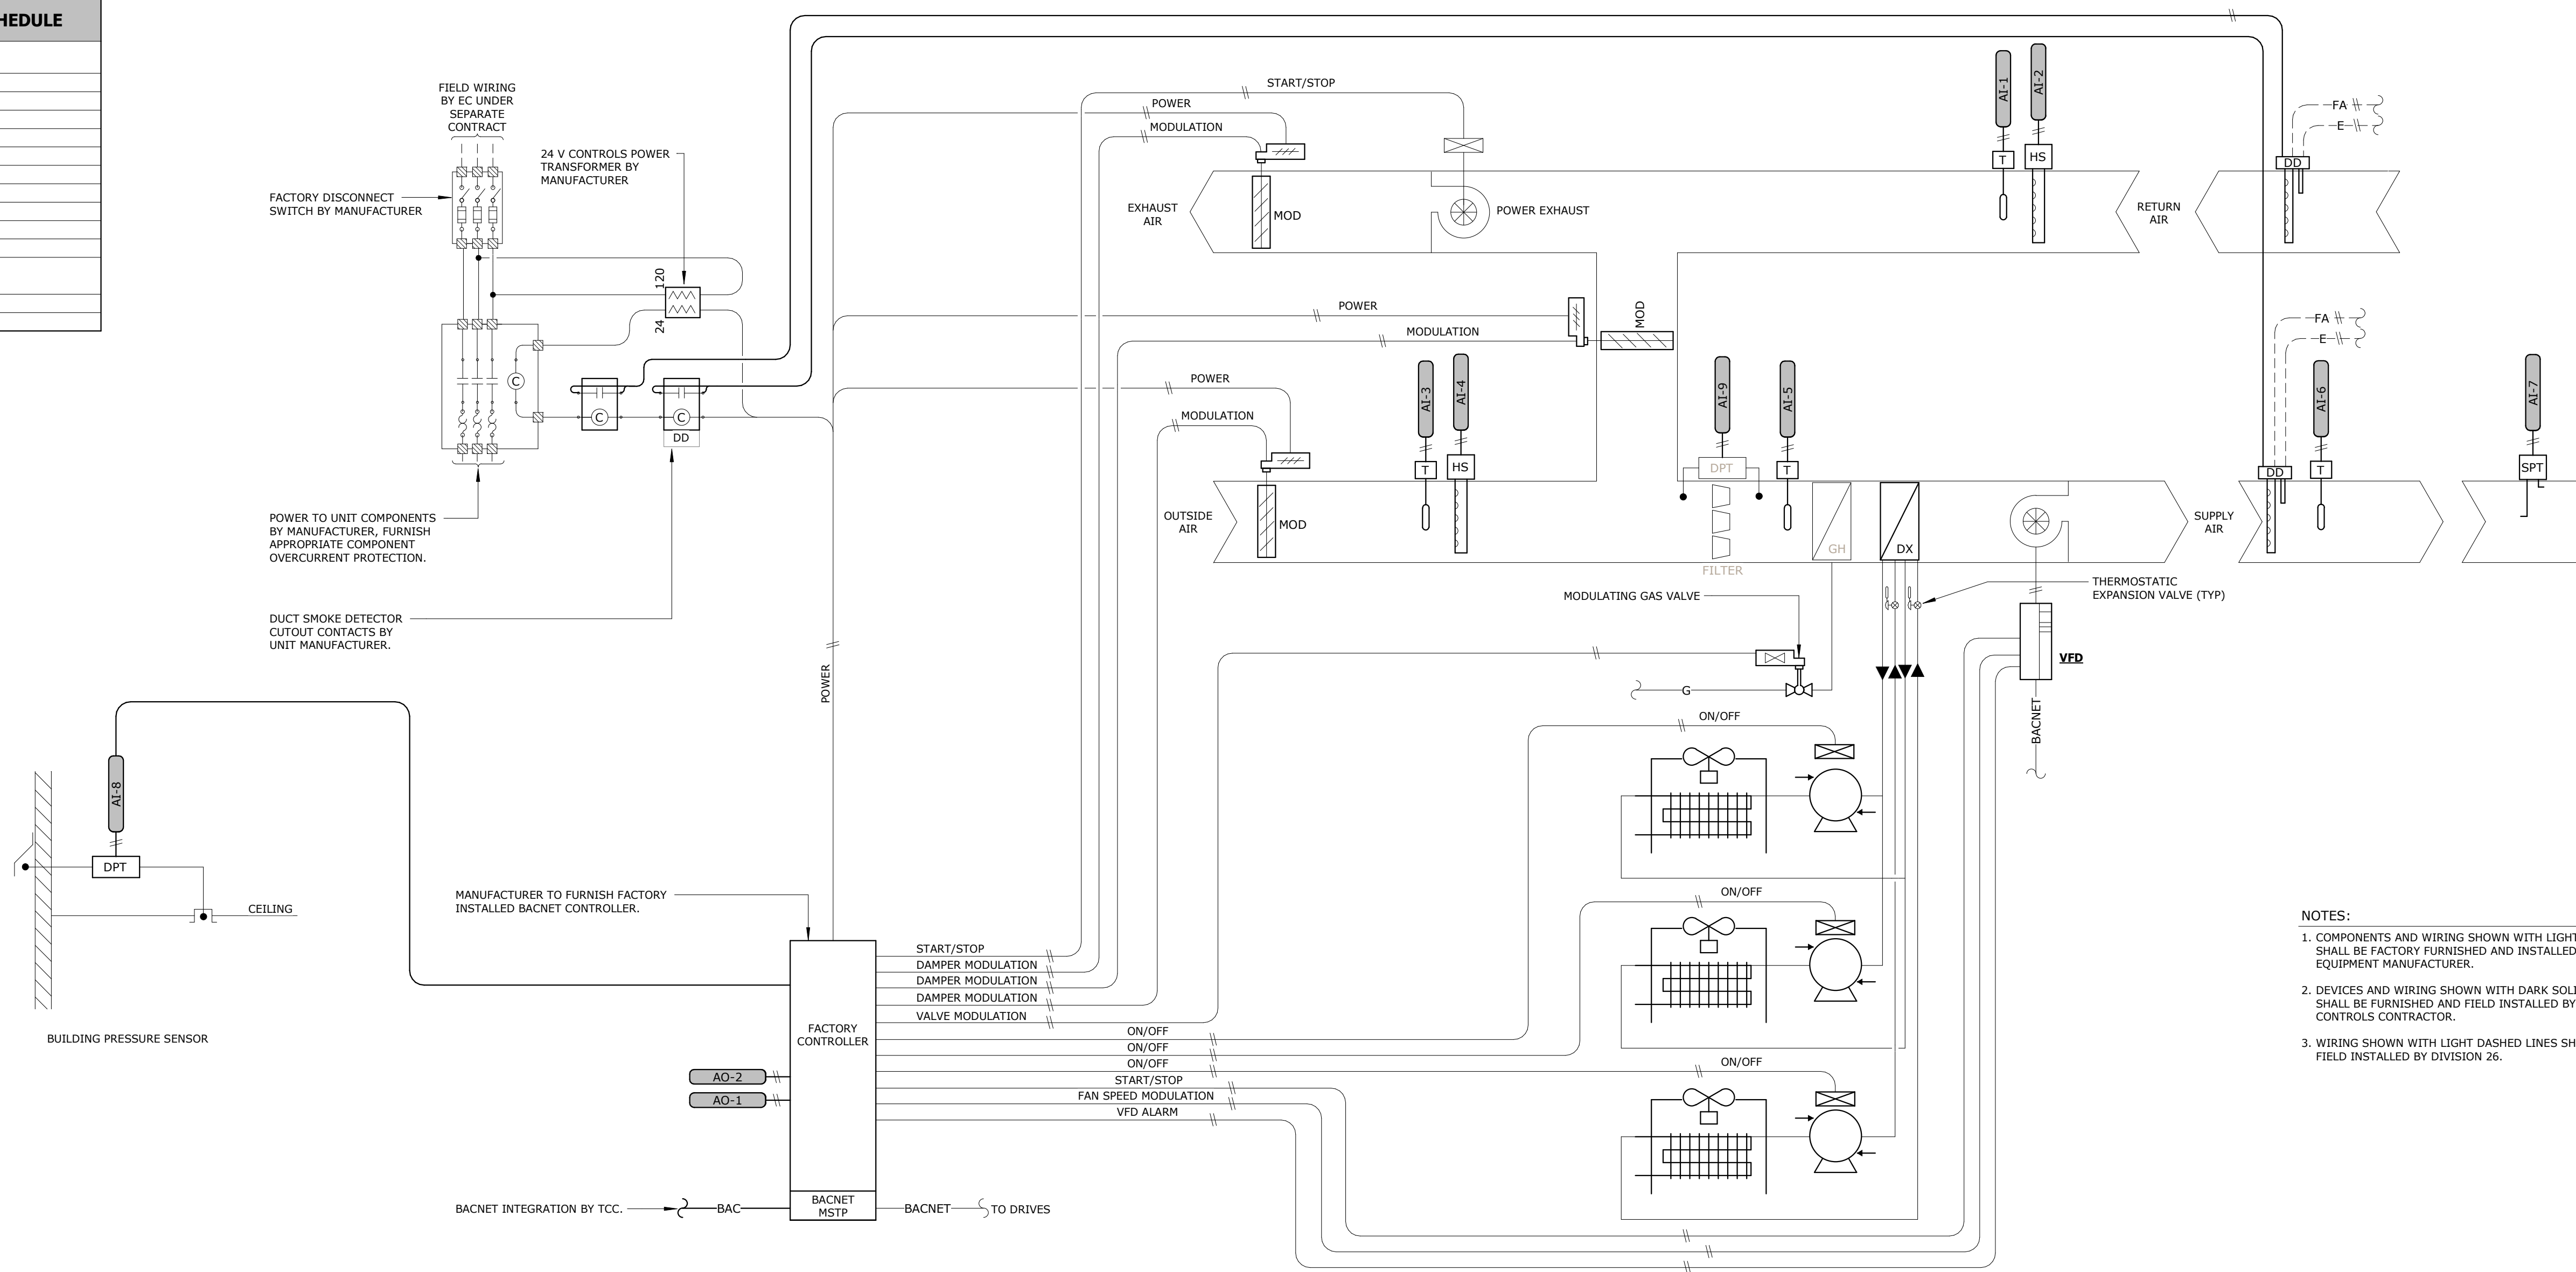 HEDULE
FIELD WIRING
BY EC UNDER
SEPARATE
CONTRACT
24 V CONTROLS POWER
TRANSFORMER BY
MANUFACTURER
FACTORY DISCONNECT
SWITCH BY MANUFACTURER
120
24
C
C
C
DD
POWER TO UNIT COMPONENTS
BY MANUFACTURER, FURNISH
APPROPRIATE COMPONENT
OVERCURRENT PROTECTION.
DUCT SMOKE DETECTOR
CUTOUT CONTACTS BY
UNIT MANUFACTURER.
START/STOP
POWER
MODULATION
EXHAUST
AIR
MOD
POWER EXHAUST
AI-1
AI-2
T
HS
RETURN
AIR
FA
E
DD
POWER
MODULATION
MOD
POWER
MODULATION
OUTSIDE
AIR
MOD
AI-3
AI-4
T
HS
AI-9
DPT
FILTER
AI-5
T
GH
DX
SUPPLY
AIR
FA
E
DD
AI-6
T
AI-7
SPT
THERMOSTATIC
EXPANSION VALVE (TYP)
MODULATING GAS VALVE
G
VFD
BACNET
POWER
ON/OFF
ON/OFF
ON/OFF
AI-8
DPT
CEILING
BUILDING PRESSURE SENSOR
MANUFACTURER TO FURNISH FACTORY
INSTALLED BACNET CONTROLLER.
FACTORY
CONTROLLER
START/STOP
DAMPER MODULATION
DAMPER MODULATION
DAMPER MODULATION
VALVE MODULATION
ON/OFF
ON/OFF
ON/OFF
START/STOP
FAN SPEED MODULATION
VFD ALARM
AO-2
AO-1
BACNET
MSTP
BACNET INTEGRATION BY TCC.
BAC
BACNET
TO DRIVES
NOTES:
1. COMPONENTS AND WIRING SHOWN WITH LIGHT
SHALL BE FACTORY FURNISHED AND INSTALLED
EQUIPMENT MANUFACTURER.
2. DEVICES AND WIRING SHOWN WITH DARK SOLI
SHALL BE FURNISHED AND FIELD INSTALLED BY
CONTROLS CONTRACTOR.
3. WIRING SHOWN WITH LIGHT DASHED LINES SH
FIELD INSTALLED BY DIVISION 26.